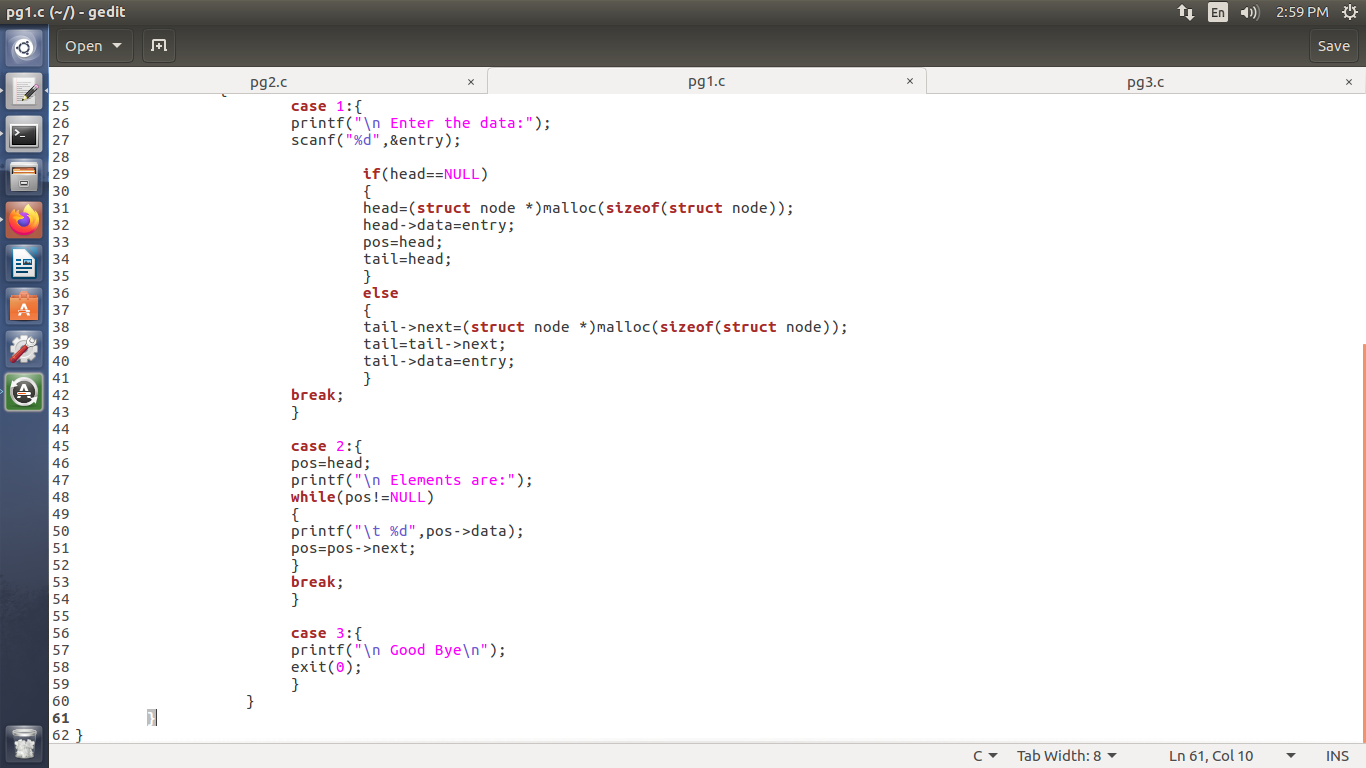 pg1.c (~/) - gedit
En
2:59 PM
Open
Save
pg2.c ×
pg1.c ×
pg3.c ×
{
25 case 1:{
26 printf("\n Enter the data:");
27 scanf("%d",&entry);
28
29 if(head==NULL)
30 {
31 head=(struct node *)malloc(sizeof(struct node));
32 head->data=entry;
33 pos=head;
34 tail=head;
35 }
36 else
37 {
38 tail->next=(struct node *)malloc(sizeof(struct node));
39 tail=tail->next;
40 tail->data=entry;
41 }
42 break;
43 }
44
45 case 2:{
46 pos=head;
47 printf("\n Elements are:");
48 while(pos!=NULL)
49 {
50 printf("\t %d",pos->data);
51 pos=pos->next;
52 }
53 break;
54 }
55
56 case 3:{
57 printf("\n Good Bye\n");
58 exit(0);
59 }
60 }
61 }
62 }
C Tab Width: 8 Ln 61, Col 10 INS